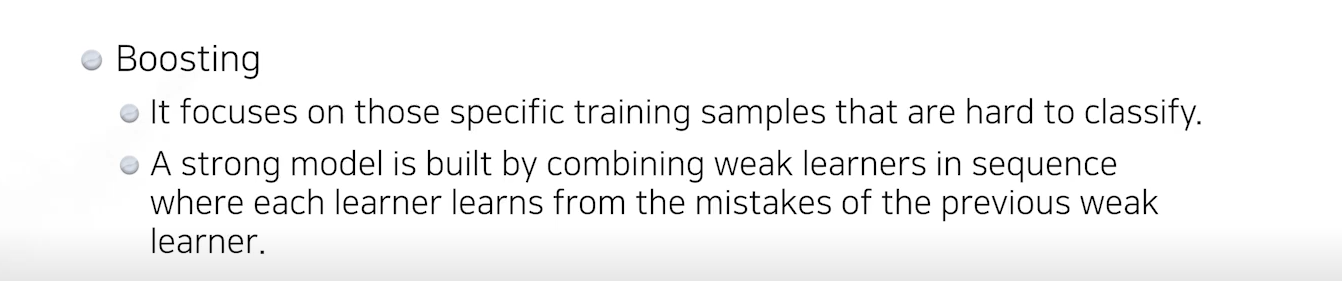 Boosting
It focuses on those specific training samples that are hard to classify.
A strong model is built by combining weak learners in sequence
where each learner learns from the mistakes of the previous weak
learner.